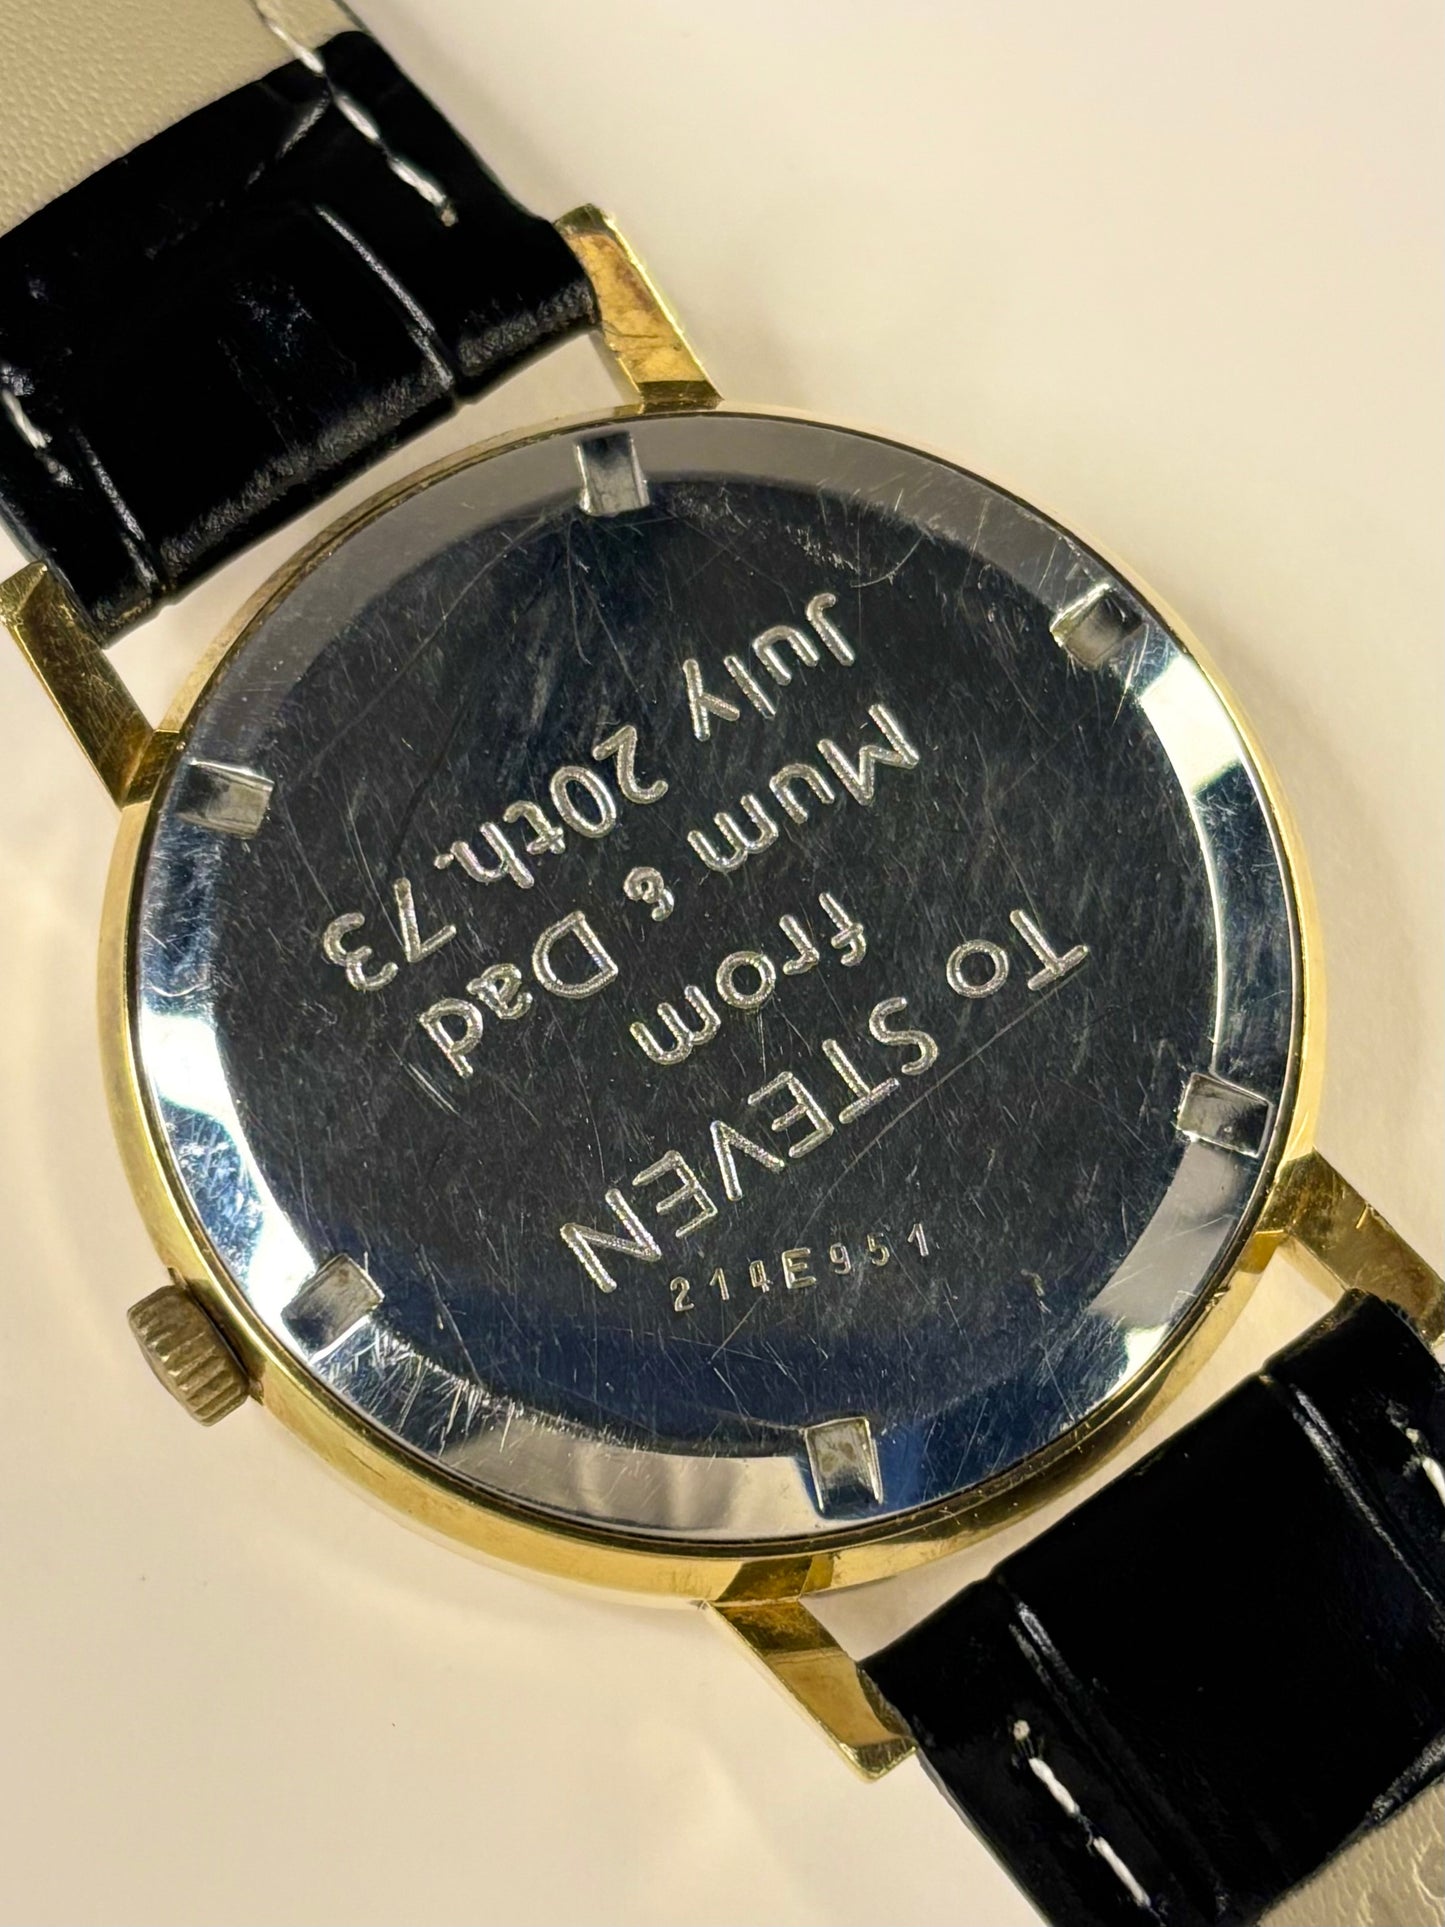 To STEVEN
from
Mum & Dad
July 20th. 73
214E951